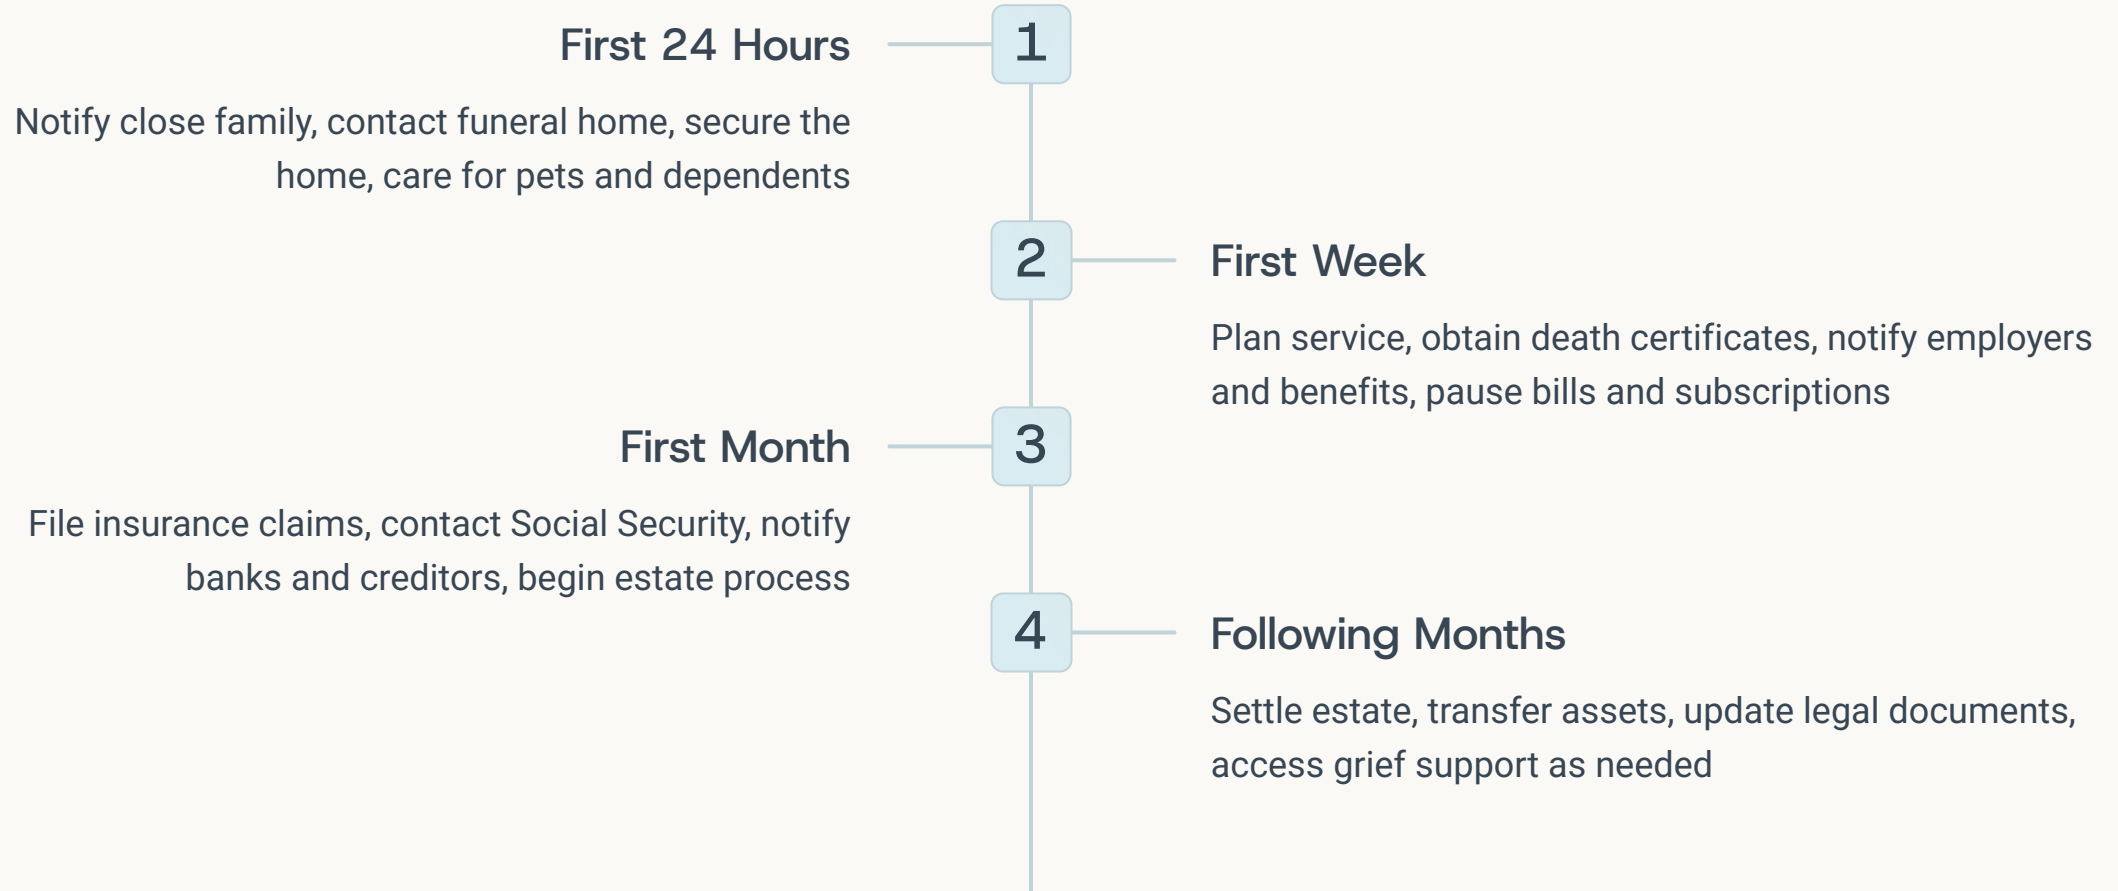 1
First 24 Hours
Notify close family, contact funeral home, secure the
home, care for pets and dependents
2
First Week
Plan service, obtain death certificates, notify employers
and benefits, pause bills and subscriptions
3
First Month
File insurance claims, contact Social Security, notify
banks and creditors, begin estate process
4
Following Months
Settle estate, transfer assets, update legal documents,
access grief support as needed